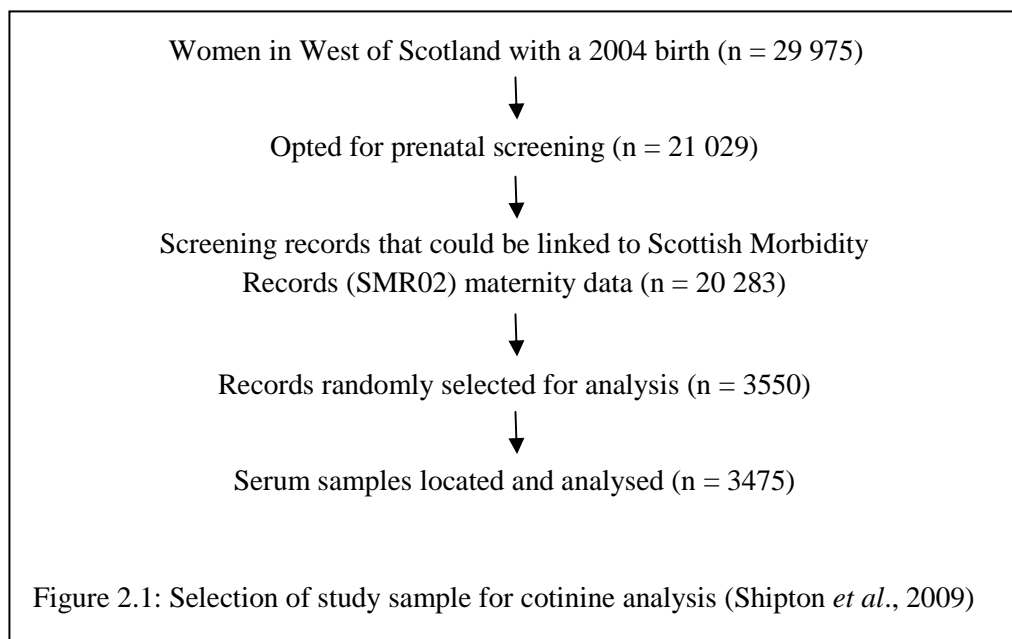 Women in West of Scotland with a 2004 birth (n = 29 975)
Opted for prenatal screening (n = 21 029)
Screening records that could be linked to Scottish Morbidity
Records (SMR02) maternity data (n = 20 283)
Records randomly selected for analysis (n = 3550)
Serum samples located and analysed (n = 3475)
Figure 2.1: Selection of study sample for cotinine analysis (Shipton et al., 2009)